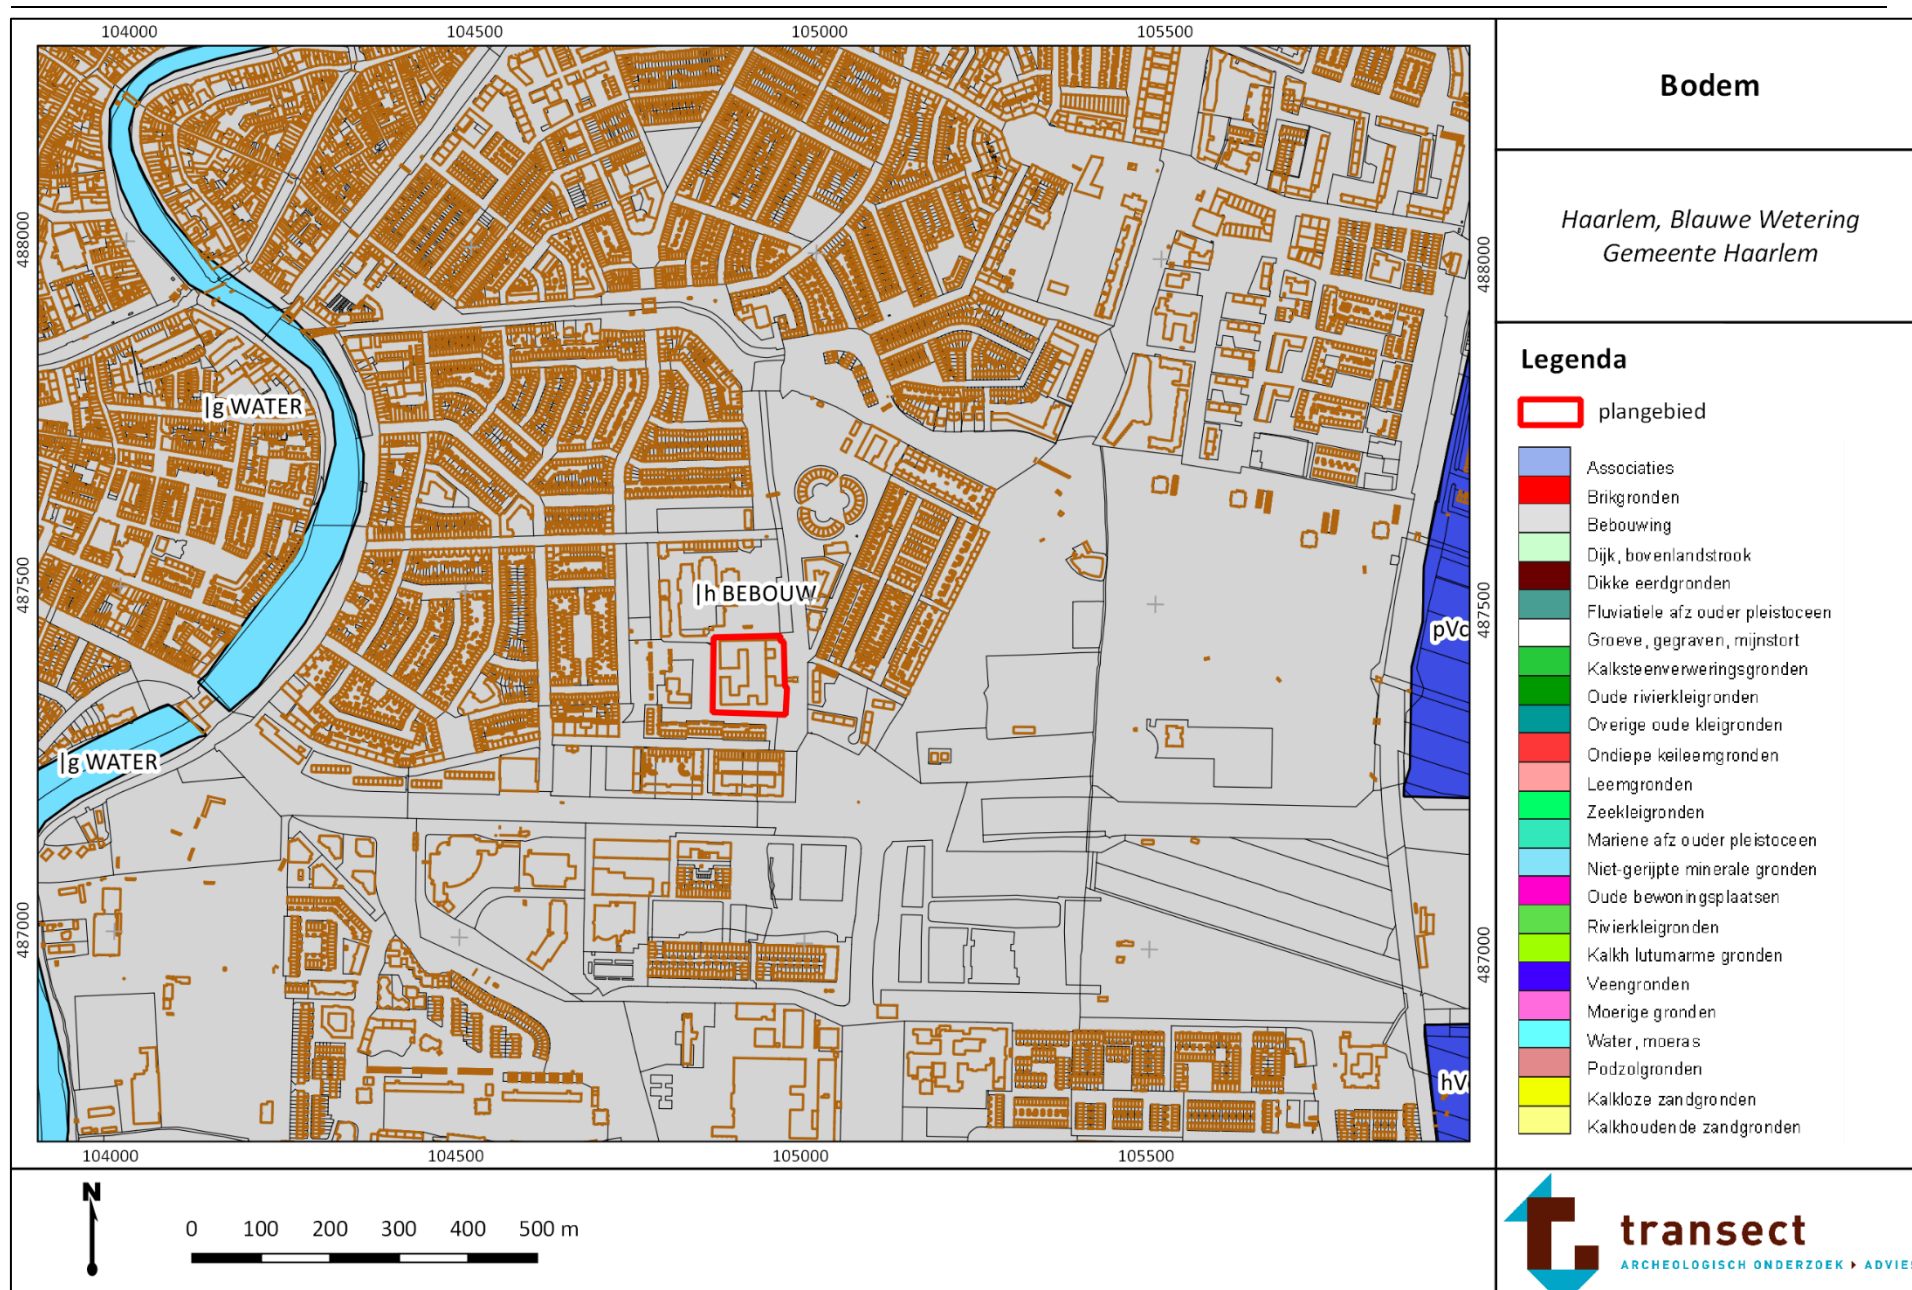 104000 104500 105000 105500
Bodem
Haarlem, Blauwe Wetering
Gemeente Haarlem
488000
488000
|g WATER
487500
487500
|h BEBOUW
pVc
|g WATER
487000
487000
hV
104000 104500 105000 105500
Legenda
plangebied
Associaties
Brikgronden
Bebouwing
Dijk, bovenlandstrook
Dikke eerdgronden
Fluviatiele afz ouder pleistoceen
Groeve, gegraven, mijnstort
Kalksteenverweringsgronden
Oude rivierkleigronden
Overige oude kleigronden
Ondiepe keileemgronden
Leemgronden
Zeekleigronden
Mariene afz ouder pleistoceen
Niet-gerijpte minerale gronden
Oude bewoningsplaatsen
Rivierkleigronden
Kalkh lutumarme gronden
Veengronden
Moerige gronden
Water, moeras
Podzolgronden
Kalkloze zandgronden
Kalkhoudende zandgronden
N
0 100 200 300 400 500 m
transect
ARCHEOLOGISCH ONDERZOEK ADVIES